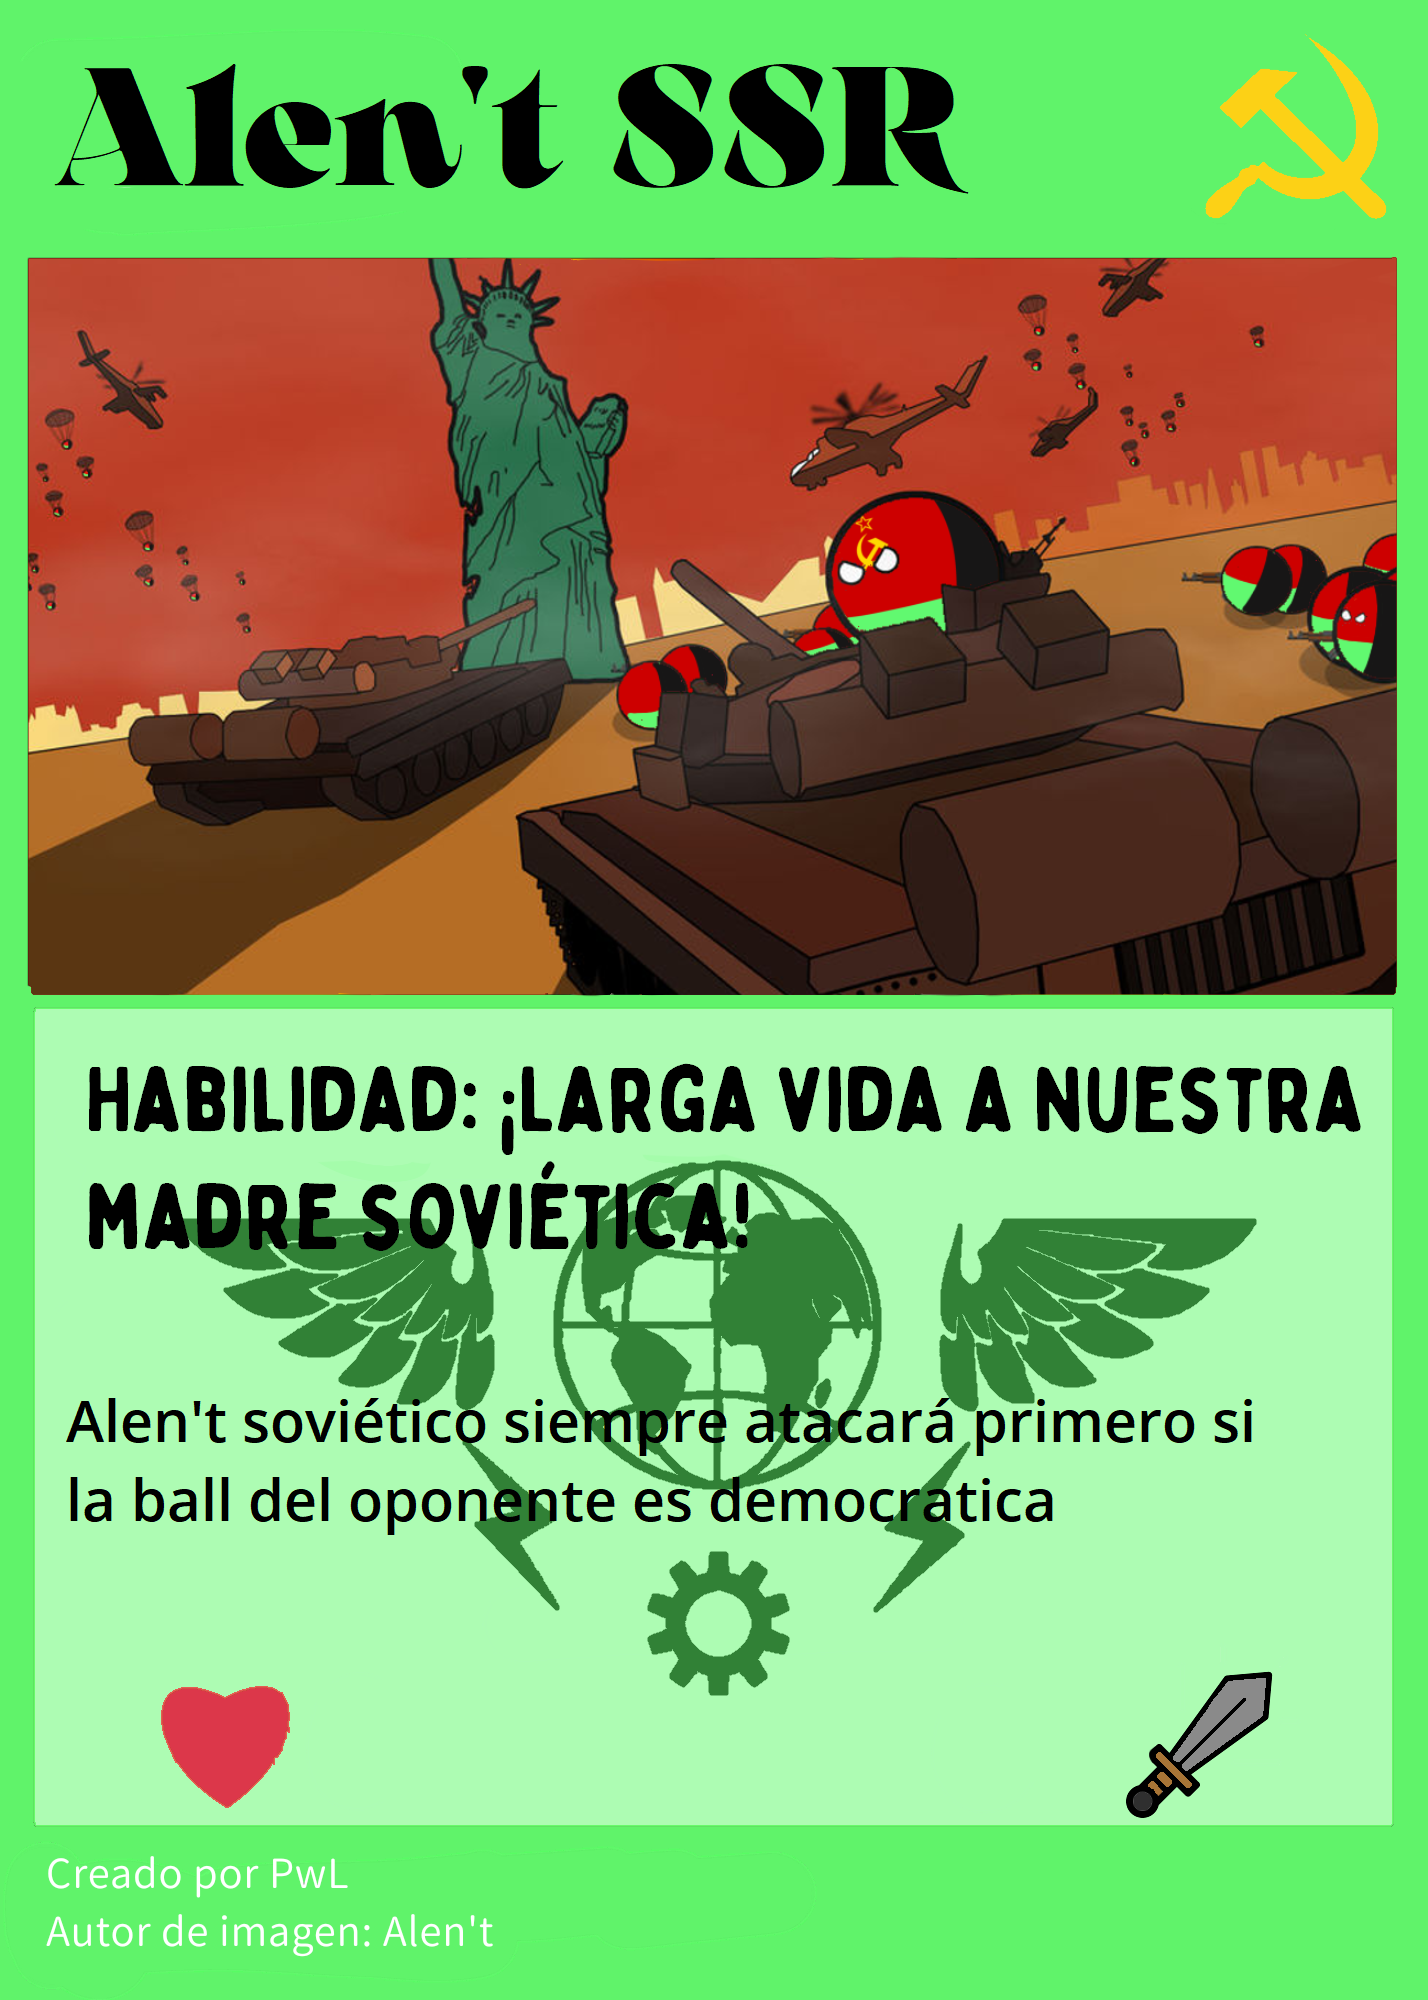 Alen't SSR
HABILIDAD: ¡LARGA VIDA A NUESTRA
MADRE SOVIÉTICA!
Alen't soviético siempre atacará primero si
la ball del oponente es democrática
Creado por PwL
Autor de imagen: Alen't